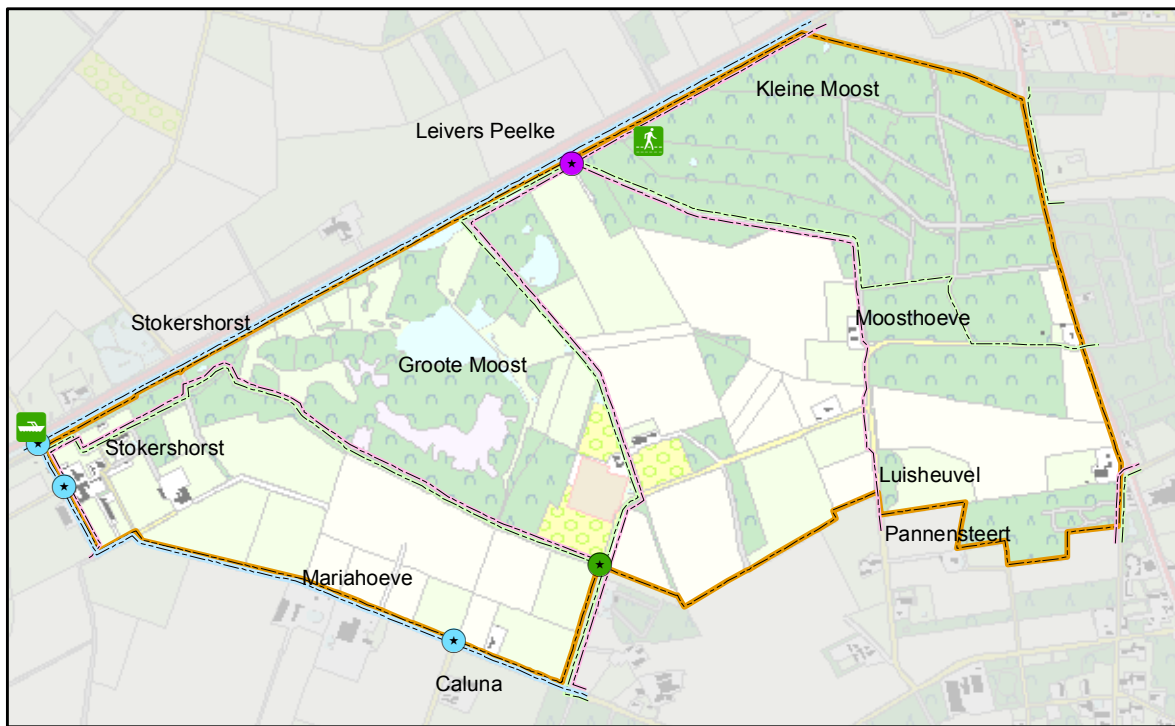 Kleine Moost
Leivers Peelke
Stokershorst
Moosthoeve
Groote Moost
Stokershorst
Luisheuvel
Pannensteert
Mariahoeve
Caluna